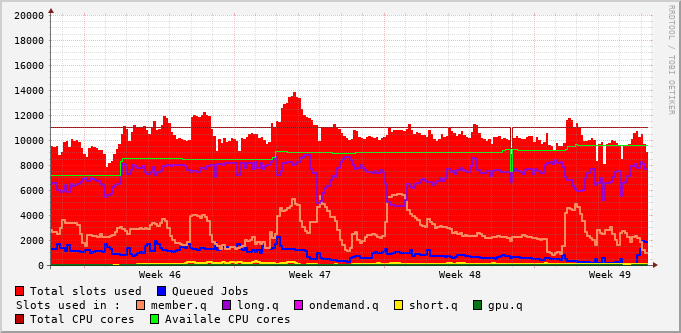 20000
18000
16000
14000
12000
10000
8000
6000
4000
2000
0
Week 46 Week 47 Week 48 Week 49
Total slots used Queued Jobs
Slots used in : member.q long.q ondemand.q short.q gpu.q
Total CPU cores Availale CPU cores
RRDTOOL / TOBI OETIKER